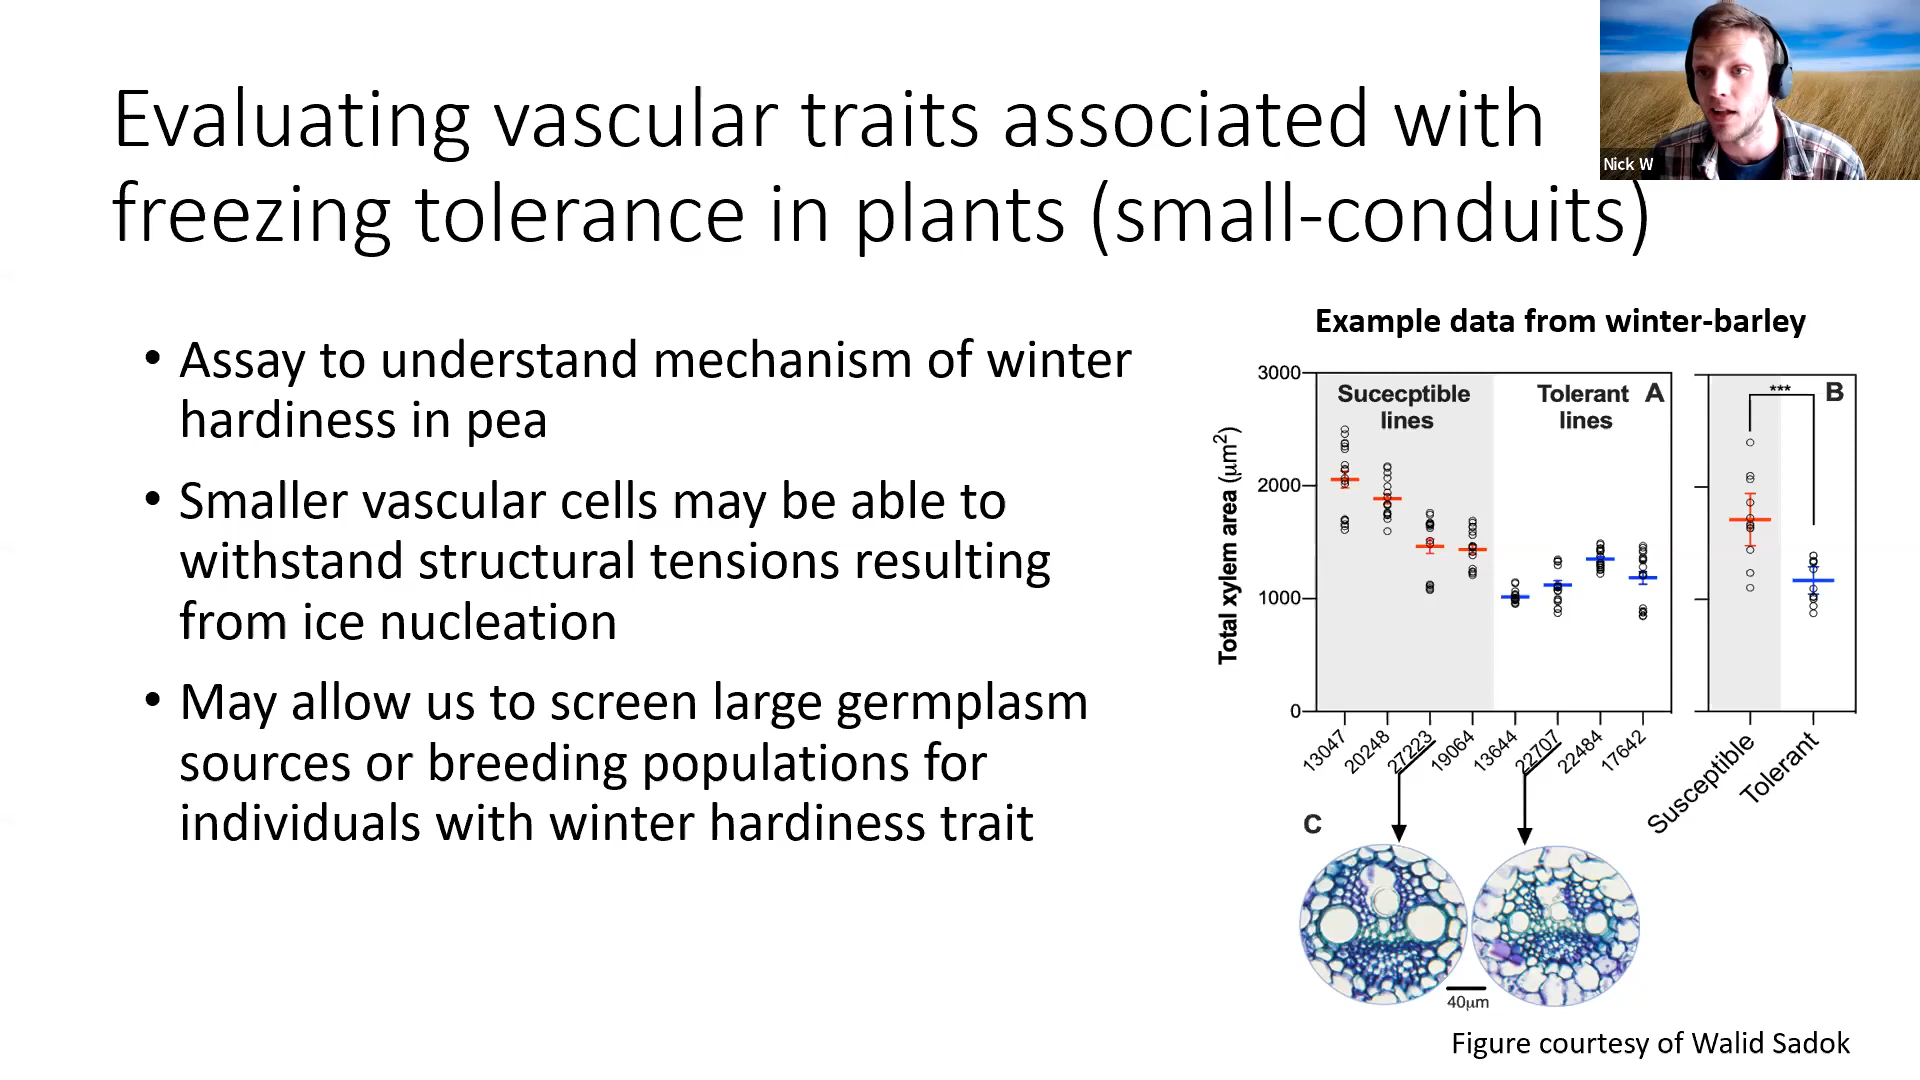 Evaluating vascular traits associated with
freezing tolerance in plants (small-conduits)
Nick W
• Assay to understand mechanism of winter
hardiness in pea
• Smaller vascular cells may be able to
withstand structural tensions resulting
from ice nucleation
• May allow us to screen large germplasm
sources or breeding populations for
individuals with winter hardiness trait
Example data from winter-barley
Total xylem area (µm²)
3000
2000
1000
0
Sucecptible
lines
Tolerant
lines
A
13047
20248
27223
19064
13644
22707
22484
17642
***
B
Susceptible
Tolerant
C
40µm
Figure courtesy of Walid Sadok